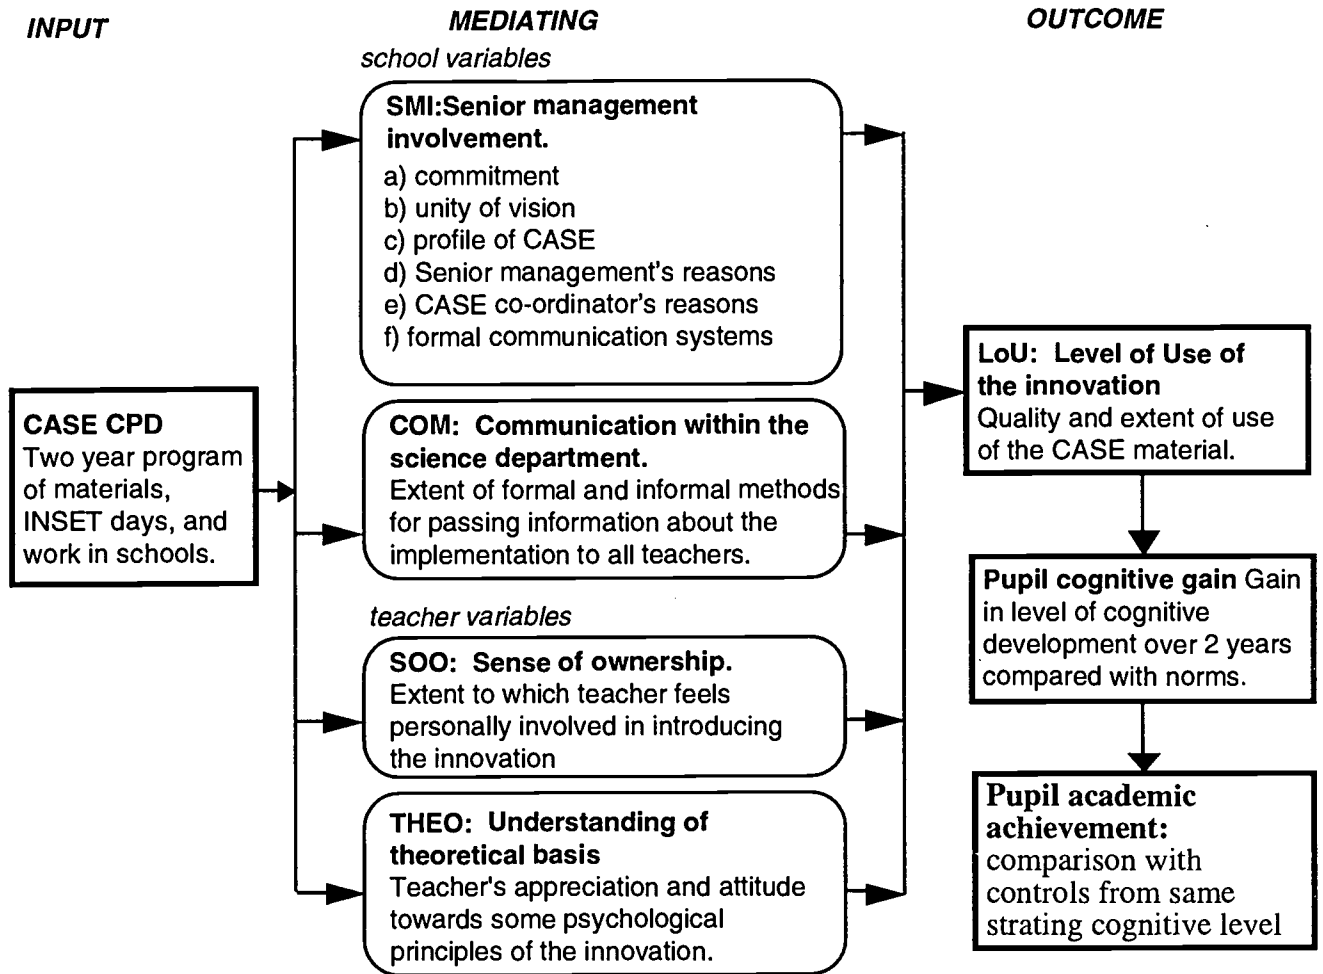 INPUT
MEDIATING
OUTCOME
school variables
SMI:Senior management
involvement.
a) commitment
b) unity of vision
c) profile of CASE
d) Senior management's reasons
e) CASE co-ordinator's reasons
f) formal communication systems
CASE CPD
Two year program
of materials,
INSET days, and
work in schools.
COM: Communication within the
science department.
Extent of formal and informal methods
for passing information about the
implementation to all teachers.
teacher variables
SOO: Sense of ownership.
Extent to which teacher feels
personally involved in introducing
the innovation
THEO: Understanding of
theoretical basis
Teacher's appreciation and attitude
towards some psychological
principles of the innovation.
LoU: Level of Use of
the innovation
Quality and extent of use
of the CASE material.
Pupil cognitive gain Gain
in level of cognitive
development over 2 years
compared with norms.
Pupil academic
achievement:
comparison with
controls from same
strating cognitive level